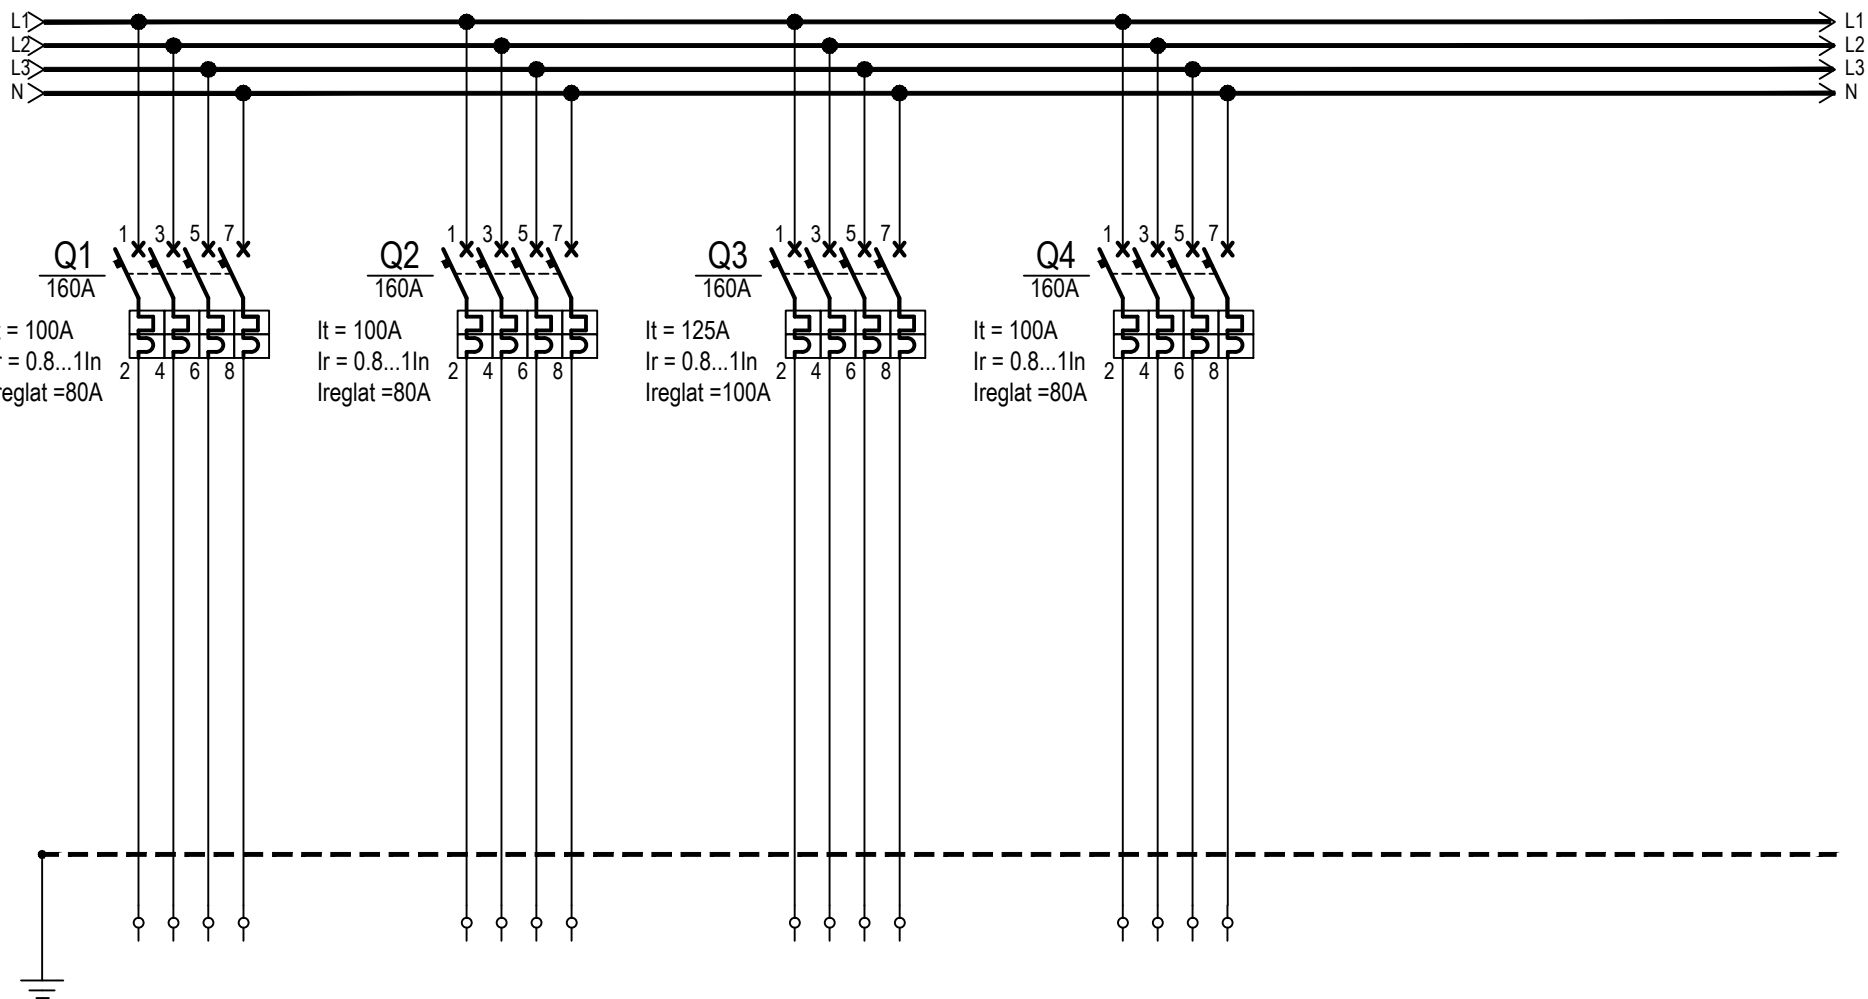 L1 L1
L2 L2
L3 L3
N N
1 3 5 7
Q1
160A
t = 100A
r = 0.8...1In
reglat =80A
2 4 6 8
1 3 5 7
Q2
160A
It = 100A
Ir = 0.8...1In
Ireglat =80A
2 4 6 8
1 3 5 7
Q3
160A
It = 125A
Ir = 0.8...1In
Ireglat =100A
2 4 6 8
1 3 5 7
Q4
160A
It = 100A
Ir = 0.8...1In
Ireglat =80A
2 4 6 8